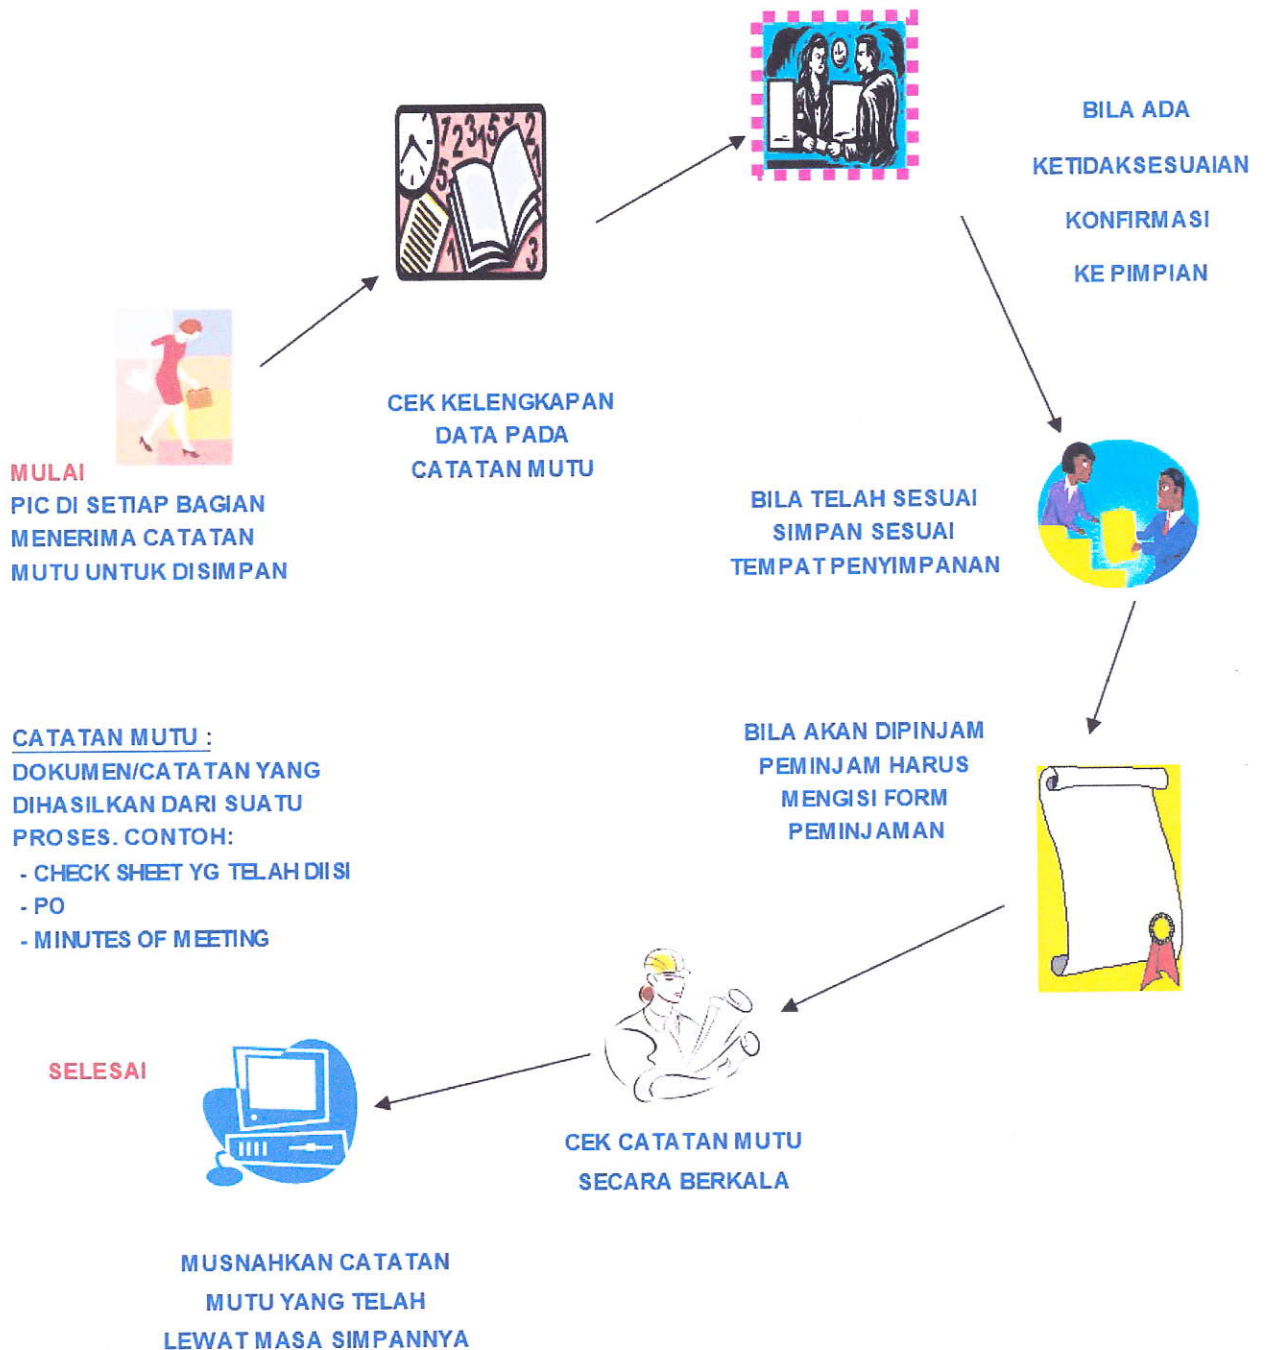 MULAI
PIC DI SETIAP BAGIAN
MENERIMA CATATAN
MUTU UNTUK DISIMPAN
CEK KELENGKAPAN
DATA PADA
CATATAN MUTU
BILA ADA
KETIDAKSESUAIAN
KONFIRMASI
KE PIMPIAN
BILA TELAH SESUAI
SIMPAN SESUAI
TEMPAT PENYIMPANAN
BILA AKAN DIPINJAM
PEMINJAM HARUS
MENGISI FORM
PEMINJAMAN
CATATAN MUTU :
DOKUMEN/CATATAN YANG
DIHASILKAN DARI SUATU
PROSES. CONTOH:
- CHECK SHEET YG TELAH DIISI
- PO
- MINUTES OF MEETING
CEK CATATAN MUTU
SECARA BERKALA
SELESAI
MUSNAHKAN CATATAN
MUTU YANG TELAH
LEWAT MASA SIMPANNYA